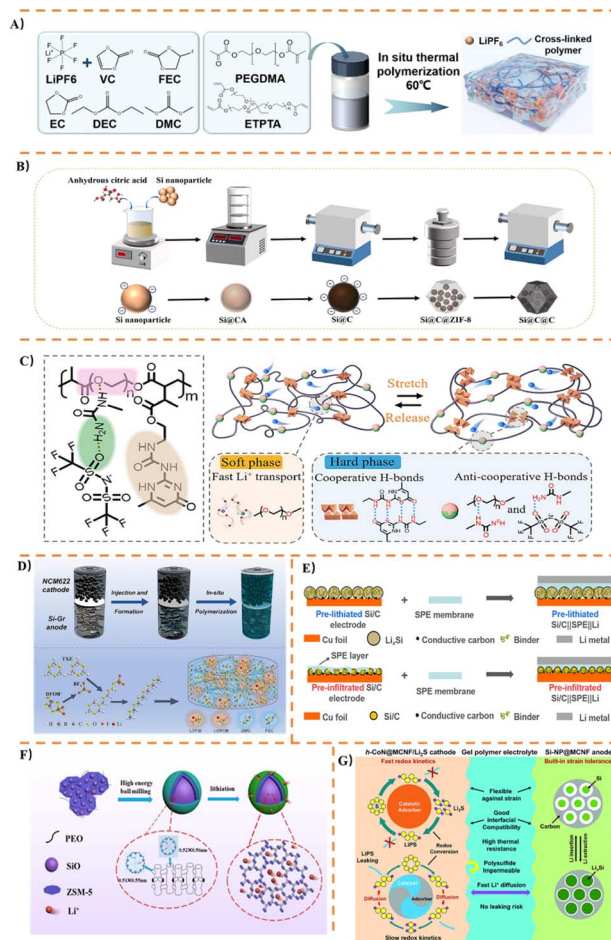 A)
LiPF6
VC
FEC
EC
DEC
DMC
PEGDMA
ETPTA
In situ thermal
polymerization
60℃
LiPF6
Cross-linked
polymer
B)
Anhydrous citric acid
Si nanoparticle
Si nanoparticle
Si@CA
Si@C
Si@C@ZIF-8
Si@C@C
C)
Stretch
Release
Soft phase
Fast Li⁺ transport
Hard phase
Cooperative H-bonds
Anti-cooperative H-bonds
and
D)
NCM622
cathode
Si-Gr
anode
Injection and
Formation
In-situ
Polymerization
TXE
DFOB
E)
Pre-lithiated Si/C
electrode
+
SPE membrane
Pre-lithiated
Si/C||SPE||Li
Cu foil
LixSi
Conductive carbon
Binder
Li metal
SPE layer
Pre-infiltrated Si/C
electrode
+
SPE membrane
Pre-infiltrated
Si/C||SPE||Li
Cu foil
Si/C
Conductive carbon
Binder
Li metal
F)
High energy
ball milling
lithiation
PEO
SiO
ZSM-5
Li⁺
0.52X0.56nm
0.51X0.55nm
G)
h-CoN@MCNF/Li₂S cathode
Gel polymer electrolyte
Si-NP@MCNF anode
Fast redox kinetics
Catalytic
Adsorber
Li₂S
LiPS
LiPS
Leaking
Redox
Conversion
Diffusion
Catalyst
Adsorber
Diffusion
Slow redox kinetics
Flexible
against strain
Good
interfacial
Compatibility
High thermal
resistance
Polysulfide
Impermeable
Fast Li⁺ diffusion
No leaking risk
Built-in strain tolerance
Si
Carbon
Li insertion
Li extraction
LixSi